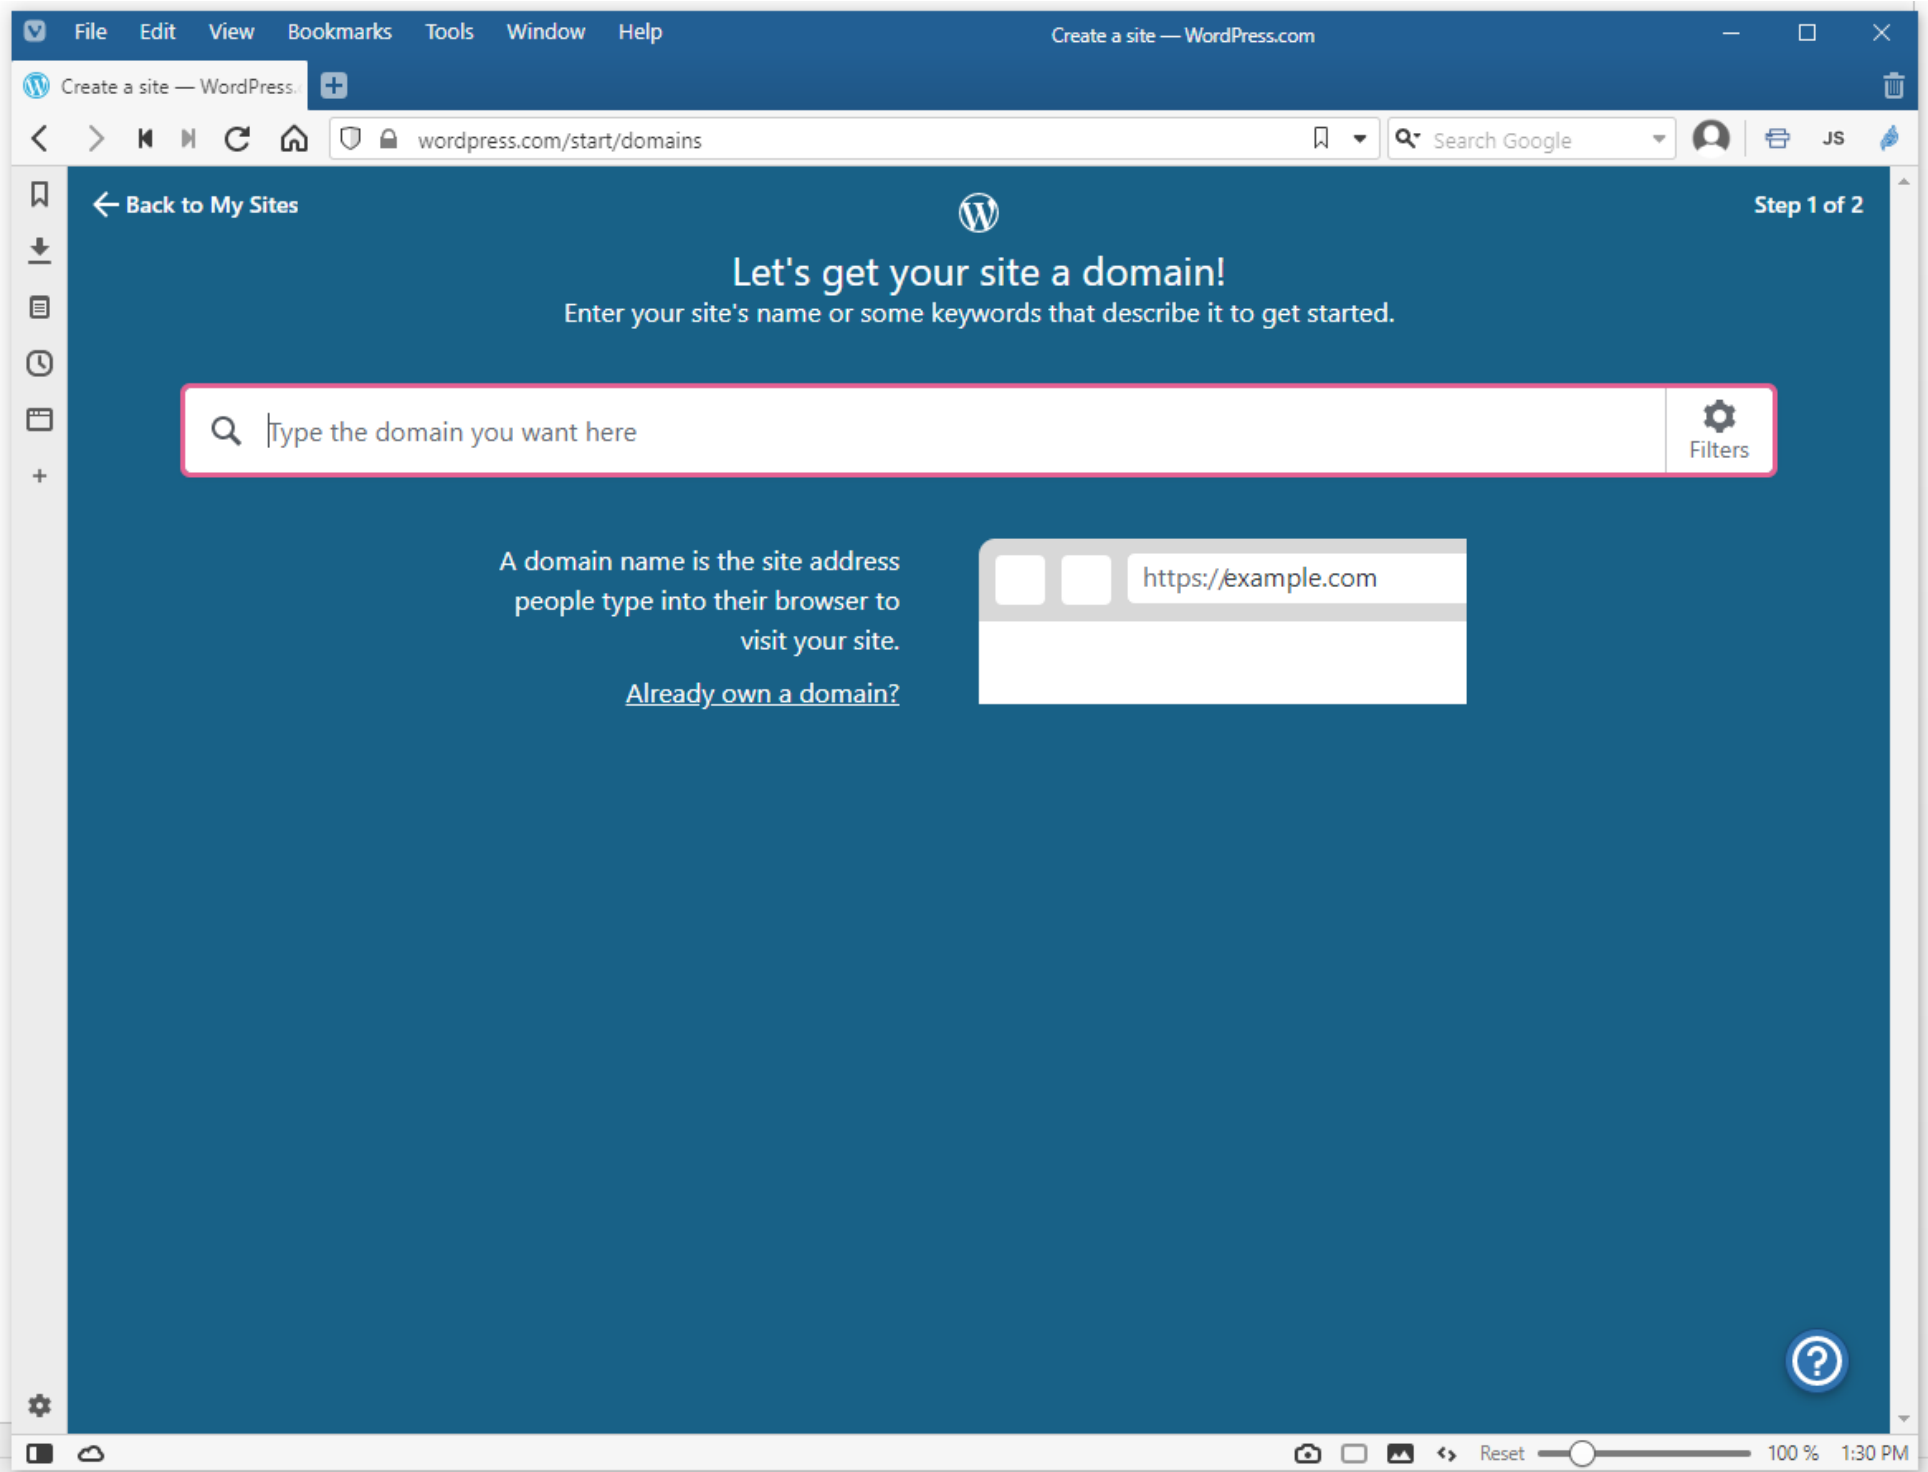 File Edit View Bookmarks Tools Window Help
Create a site — WordPress.com
Create a site — WordPress.
wordpress.com/start/domains
Search Google
JS
Back to My Sites
Step 1 of 2
Let's get your site a domain!
Enter your site's name or some keywords that describe it to get started.
Type the domain you want here
Filters
A domain name is the site address
people type into their browser to
visit your site.
Already own a domain?
https://example.com
Reset
100 %
1:30 PM